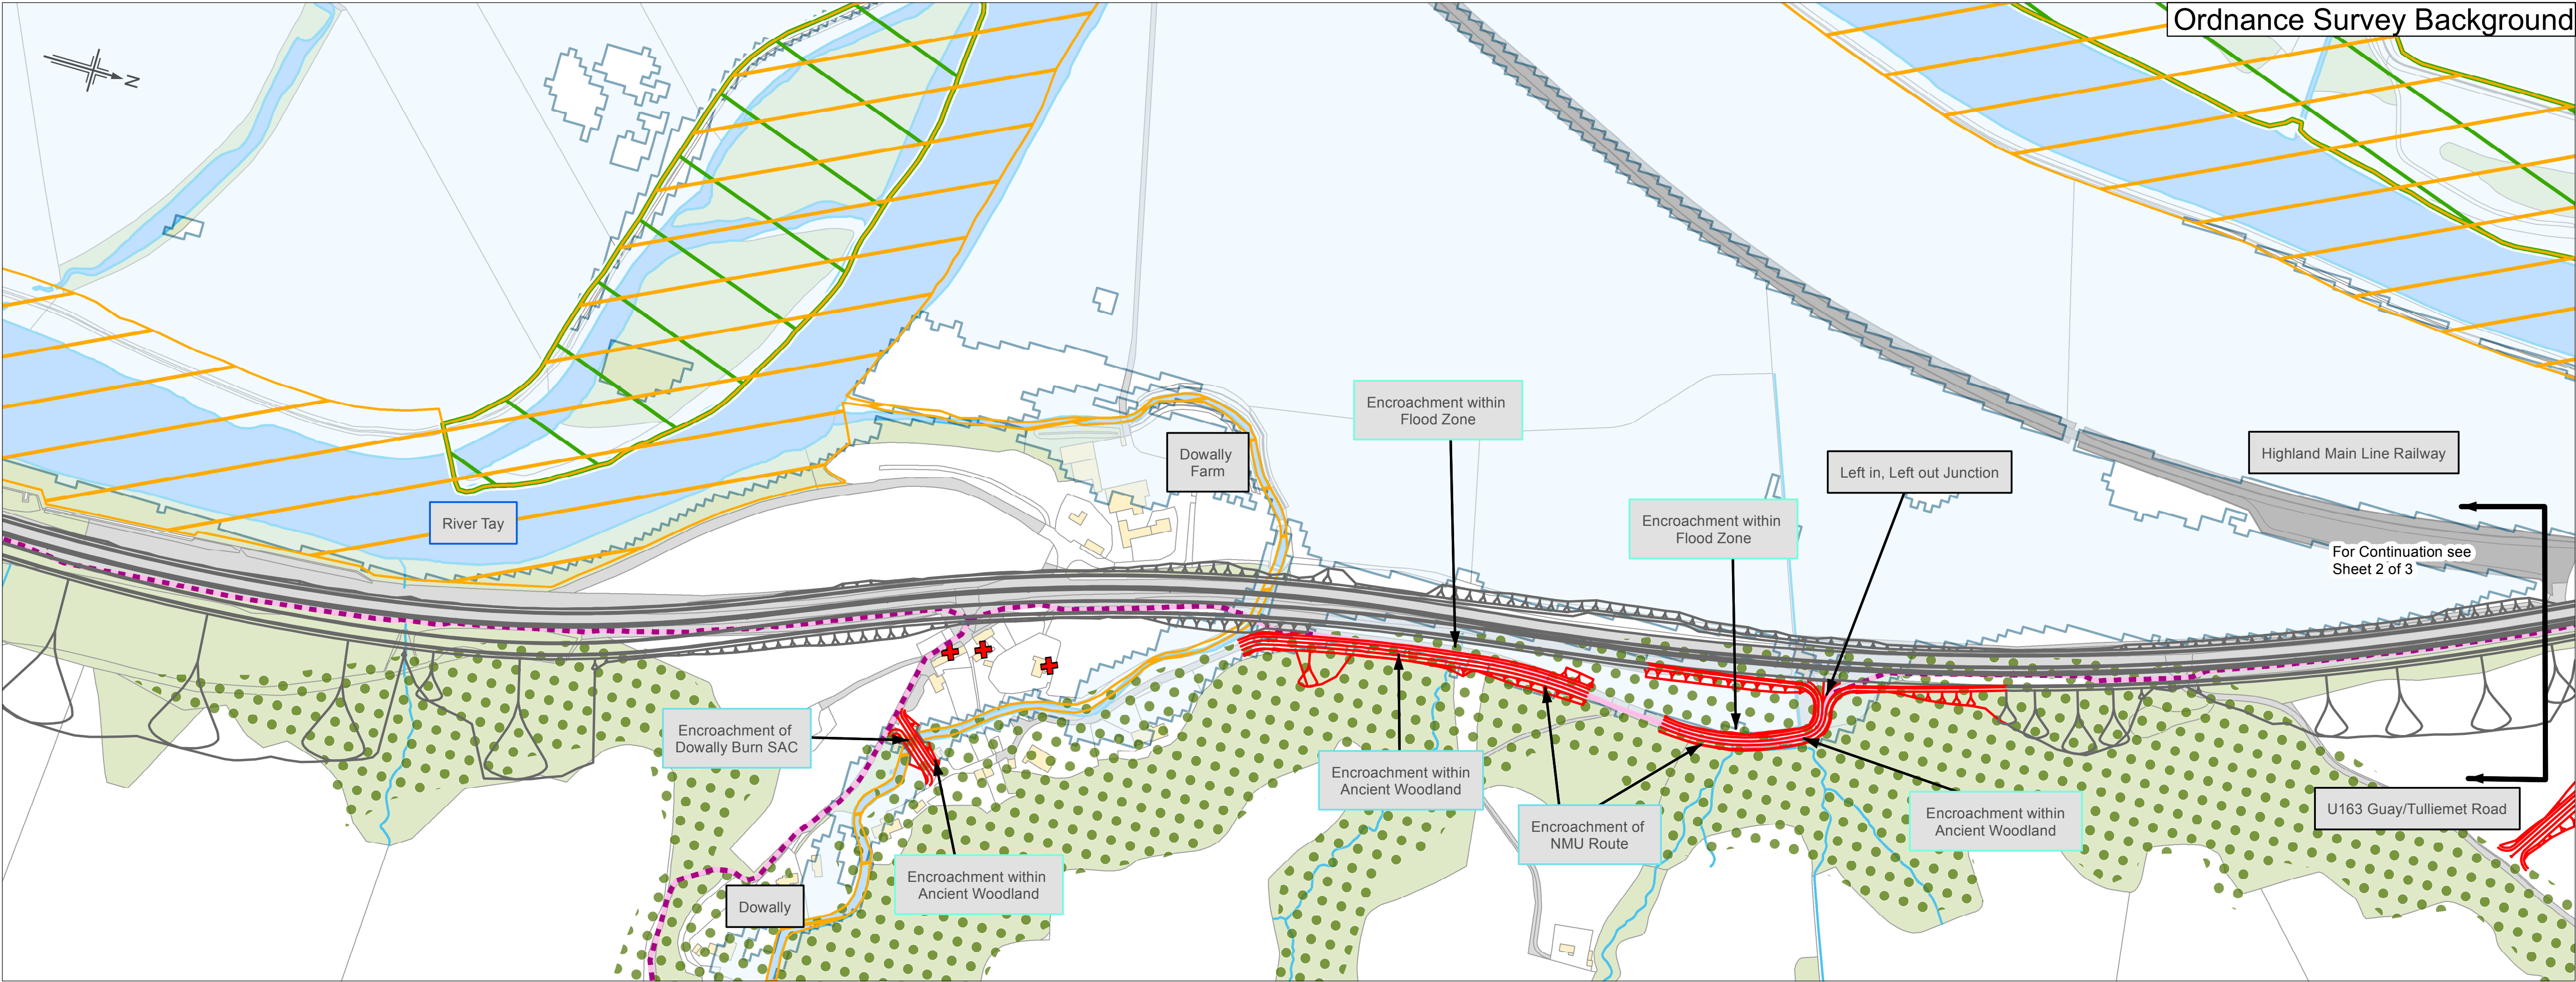 Ordnance Survey Background
N
Encroachment within
Flood Zone
Dowally
Farm
Left in, Left out Junction
Highland Main Line Railway
River Tay
Encroachment within
Flood Zone
For Continuation see
Sheet 2 of 3
Encroachment of
Dowally Burn SAC
Encroachment within
Ancient Woodland
Encroachment of
NMU Route
Encroachment within
Ancient Woodland
U163 Guay/Tulliemet Road
Encroachment within
Ancient Woodland
Dowally